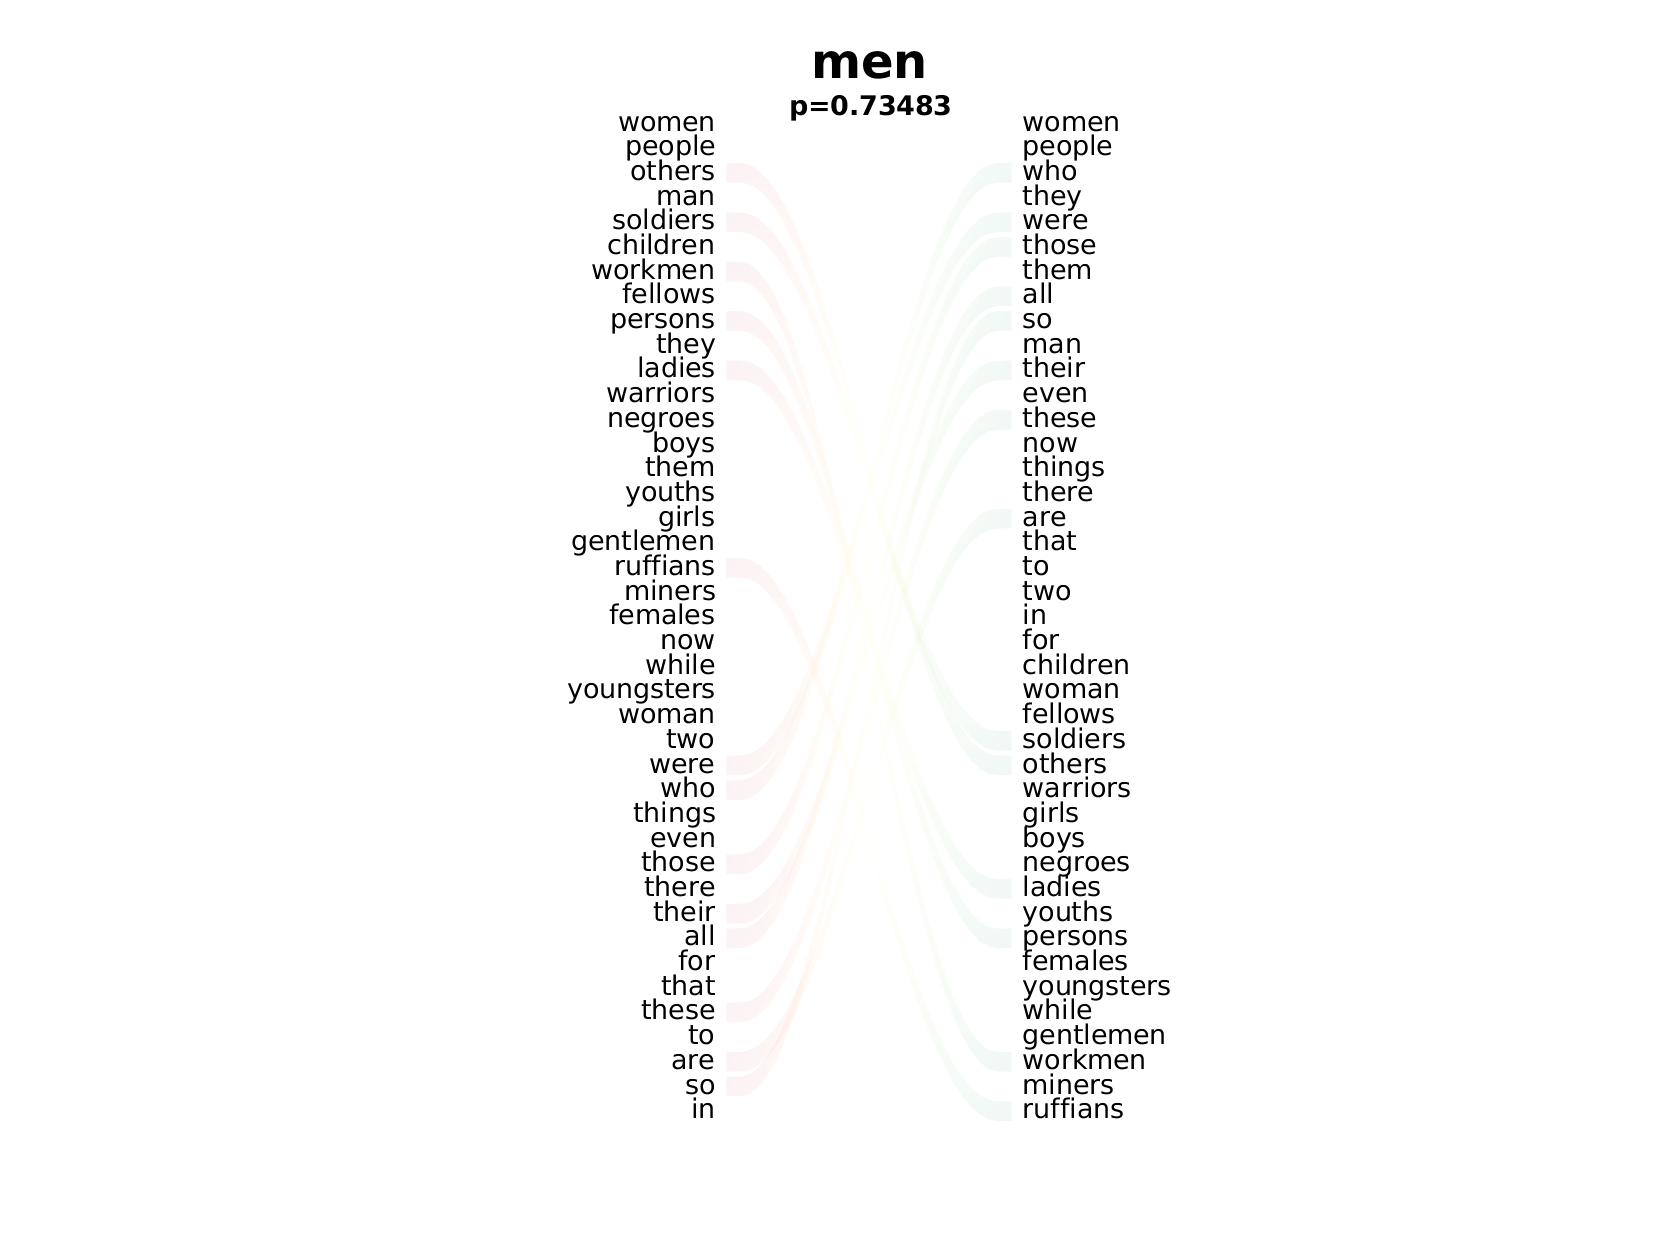 men
p=0.73483
women women
people people
others who
man they
soldiers were
children those
workmen them
fellows all
persons so
they man
ladies their
warriors even
negroes these
boys now
them things
youths there
girls are
gentlemen that
ruffians to
miners two
females in
now for
while children
youngsters woman
woman fellows
two soldiers
were others
who warriors
things girls
even boys
those negroes
there ladies
their youths
all persons
for females
that youngsters
these while
to gentlemen
are workmen
so miners
in ruffians